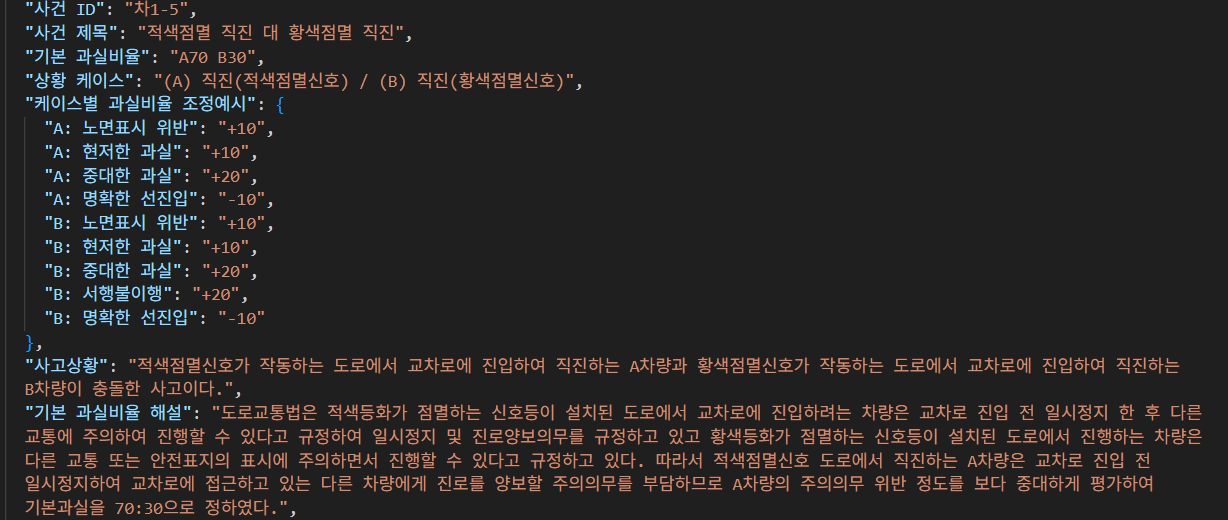 "사건 ID": "차1-5",
"사건 제목": "적색점멸 직진 대 황색점멸 직진",
"기본 과실비율": "A70 B30",
"상황 케이스": "(A) 직진(적색점멸신호) / (B) 직진(황색점멸신호)",
"케이스별 과실비율 조정예시": {
"A: 노면표시 위반": "+10",
"A: 현저한 과실": "+10",
"A: 중대한 과실": "+20",
"A: 명확한 선진입": "-10",
"B: 노면표시 위반": "+10",
"B: 현저한 과실": "+10",
"B: 중대한 과실": "+20",
"B: 서행불이행": "+20",
"B: 명확한 선진입": "-10"
},
"사고상황": "적색점멸신호가 작동하는 도로에서 교차로에 진입하여 직진하는 A차량과 황색점멸신호가 작동하는 도로에서 교차로에 진입하여 직진하는
B차량이 충돌한 사고이다.",
"기본 과실비율 해설": "도로교통법은 적색등화가 점멸하는 신호등이 설치된 도로에서 교차로에 진입하려는 차량은 교차로 진입 전 일시정지 한 후 다른
교통에 주의하여 진행할 수 있다고 규정하여 일시정지 및 진로양보의무를 규정하고 있고 황색등화가 점멸하는 신호등이 설치된 도로에서 진행하는 차량은
다른 교통 또는 안전표지의 표시에 주의하면서 진행할 수 있다고 규정하고 있다. 따라서 적색점멸신호 도로에서 직진하는 A차량은 교차로 진입 전
일시정지하여 교차로에 접근하고 있는 다른 차량에게 진로를 양보할 주의의무를 부담하므로 A차량의 주의의무 위반 정도를 보다 중대하게 평가하여
기본과실을 70:30으로 정하였다.",